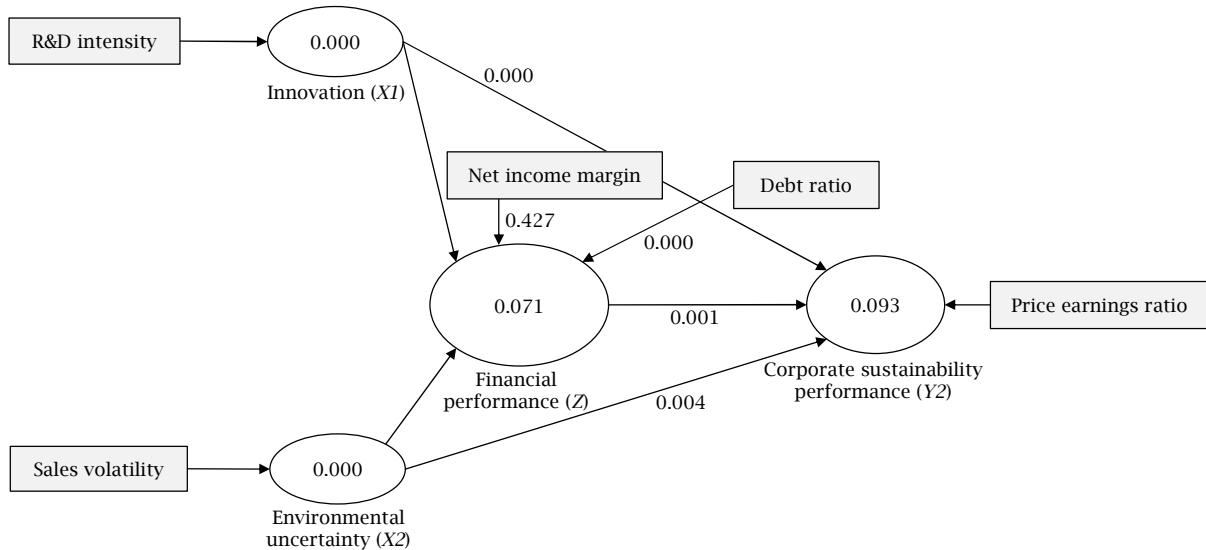 R&D intensity
0.000
Innovation (X1)
0.000
Net income margin
Debt ratio
0.427
0.000
0.071
0.001
0.093
Price earnings ratio
Financial
performance (Z)
Corporate sustainability
performance (Y2)
0.004
Sales volatility
0.000
Environmental
uncertainty (X2)